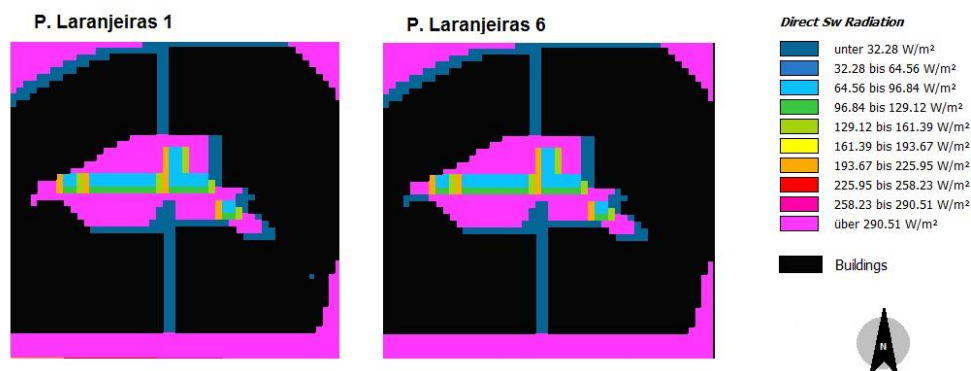 P. Laranjeiras 1
P. Laranjeiras 6
Direct Sw Radiation
unter 32.28 W/m²
32.28 bis 64.56 W/m²
64.56 bis 96.84 W/m²
96.84 bis 129.12 W/m²
129.12 bis 161.39 W/m²
161.39 bis 193.67 W/m²
193.67 bis 225.95 W/m²
225.95 bis 258.23 W/m²
258.23 bis 290.51 W/m²
über 290.51 W/m²
Buildings
N